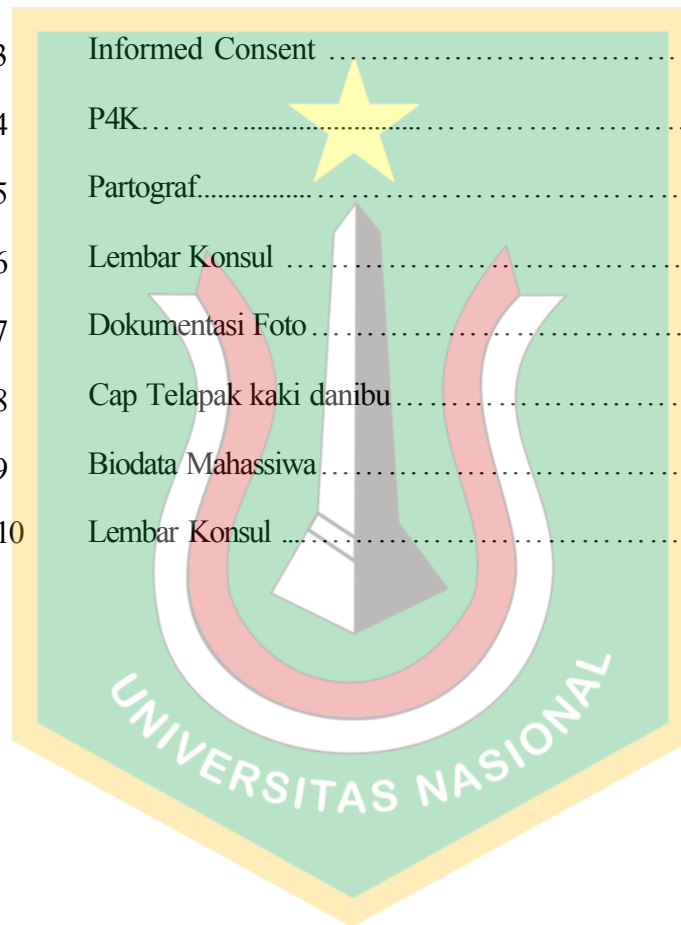 3 Informed Consent ………………………………
4 P4K………..............................………………………
5 Partograf.................………………………………
6 Lembar Konsul ……………………………………
7 Dokumentasi Foto…………………………………
8 Cap Telapak kaki danibu…………………………
9 Biodata Mahassiwa………………………………
10 Lembar Konsul ....…………………………………
UNIVERSITAS NASIONAL